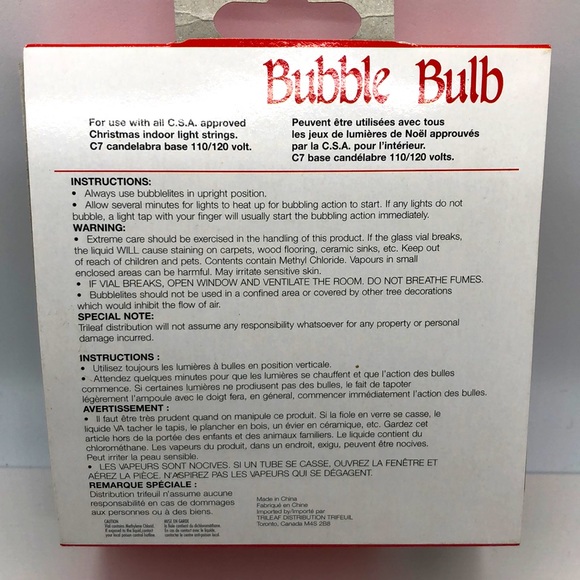 Bubble Bulb
For use with all C.S.A. approved
Christmas indoor light strings.
C7 candelabra base 110/120 volt.
Peuvent être utilisées avec tous
les jeux de lumières de Noël approuvés
par la C.S.A. pour l'intérieur.
C7 base candélabre 110/120 volts.
INSTRUCTIONS:
• Always use bubblelites in upright position.
• Allow several minutes for lights to heat up for bubbling action to start. If any lights do not
bubble, a light tap with your finger will usually start the bubbling action immediately.
WARNING:
• Extreme care should be exercised in the handling of this product. If the glass vial breaks,
the liquid WILL cause staining on carpets, wood flooring, ceramic sinks, etc. Keep out
of reach of children and pets. Contents contain Methyl Chloride. Vapours in small
enclosed areas can be harmful. May irritate sensitive skin.
• IF VIAL BREAKS, OPEN WINDOW AND VENTILATE THE ROOM. DO NOT BREATHE FUMES.
• Bubblelites should not be used in a confined area or covered by other tree decorations
which would inhibit the flow of air.
SPECIAL NOTE:
Trileaf distribution will not assume any responsibility whatsoever for any property or personal
damage incurred.
INSTRUCTIONS :
• Utilisez toujours les lumières à bulles en position verticale.
• Attendez quelques minutes pour que les lumières se chauffent et que l'action des bulles
commence. Si certaines lumières ne prodiusent pas des bulles, le fait de tapoter
légèrement l'ampoule avec le doigt fera, en géneral, commencer immédiatement l'action des bulles.
AVERTISSEMENT :
• Il faut être très prudent quand on manipule ce produit. Si la fiole en verre se casse, le
liquide VA tacher le tapis, le plancher en bois, un évier en céramique, etc. Gardez cet
article hors de la portée des enfants et des animaux familiers. Le liquide contient du
chlorométhane. Les vapeurs du produit, dans un endroit, exigu, peuvent être nocives.
Peut irriter la peau sensible.
• LES VAPEURS SONT NOCIVES. SI UN TUBE SE CASSE, OUVREZ LA FENÊTRE ET
AÉREZ LA PIÈCE. N'ASPIREZ PAS LES VAPEURS QUI SE DÉGAGENT.
REMARQUE SPÉCIALE :
Distribution trifeuil n'assume aucune
responsabilité en cas de dommages
aux personnes ou à des biens.
Made in China
Fabriqué en Chine
Imported by/Importé par
TRILEAF DISTRIBUTION TRIFEUIL
Toronto, Canada M4S 2B8
CAUTION
MISE EN GARDE